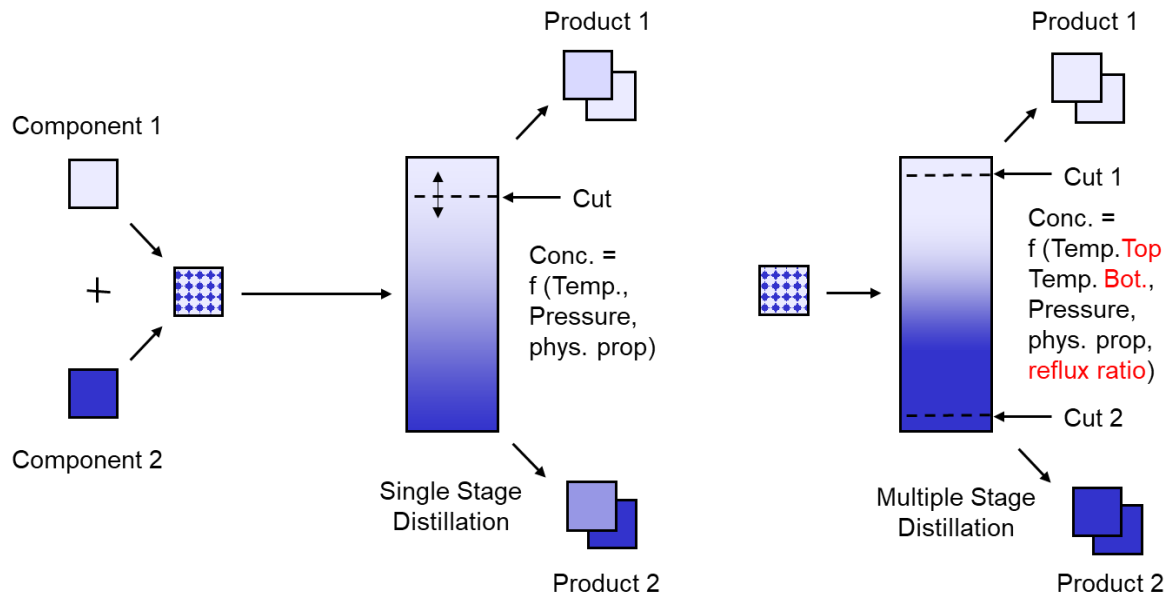 Component 1
+
Component 2
Product 1
Cut
Conc. =
f (Temp.,
Pressure,
phys. prop)
Single Stage
Distillation
Product 2
Product 1
Cut 1
Conc. =
f (Temp.Top
Temp. Bot.,
Pressure,
phys. prop,
reflux ratio)
Cut 2
Multiple Stage
Distillation
Product 2